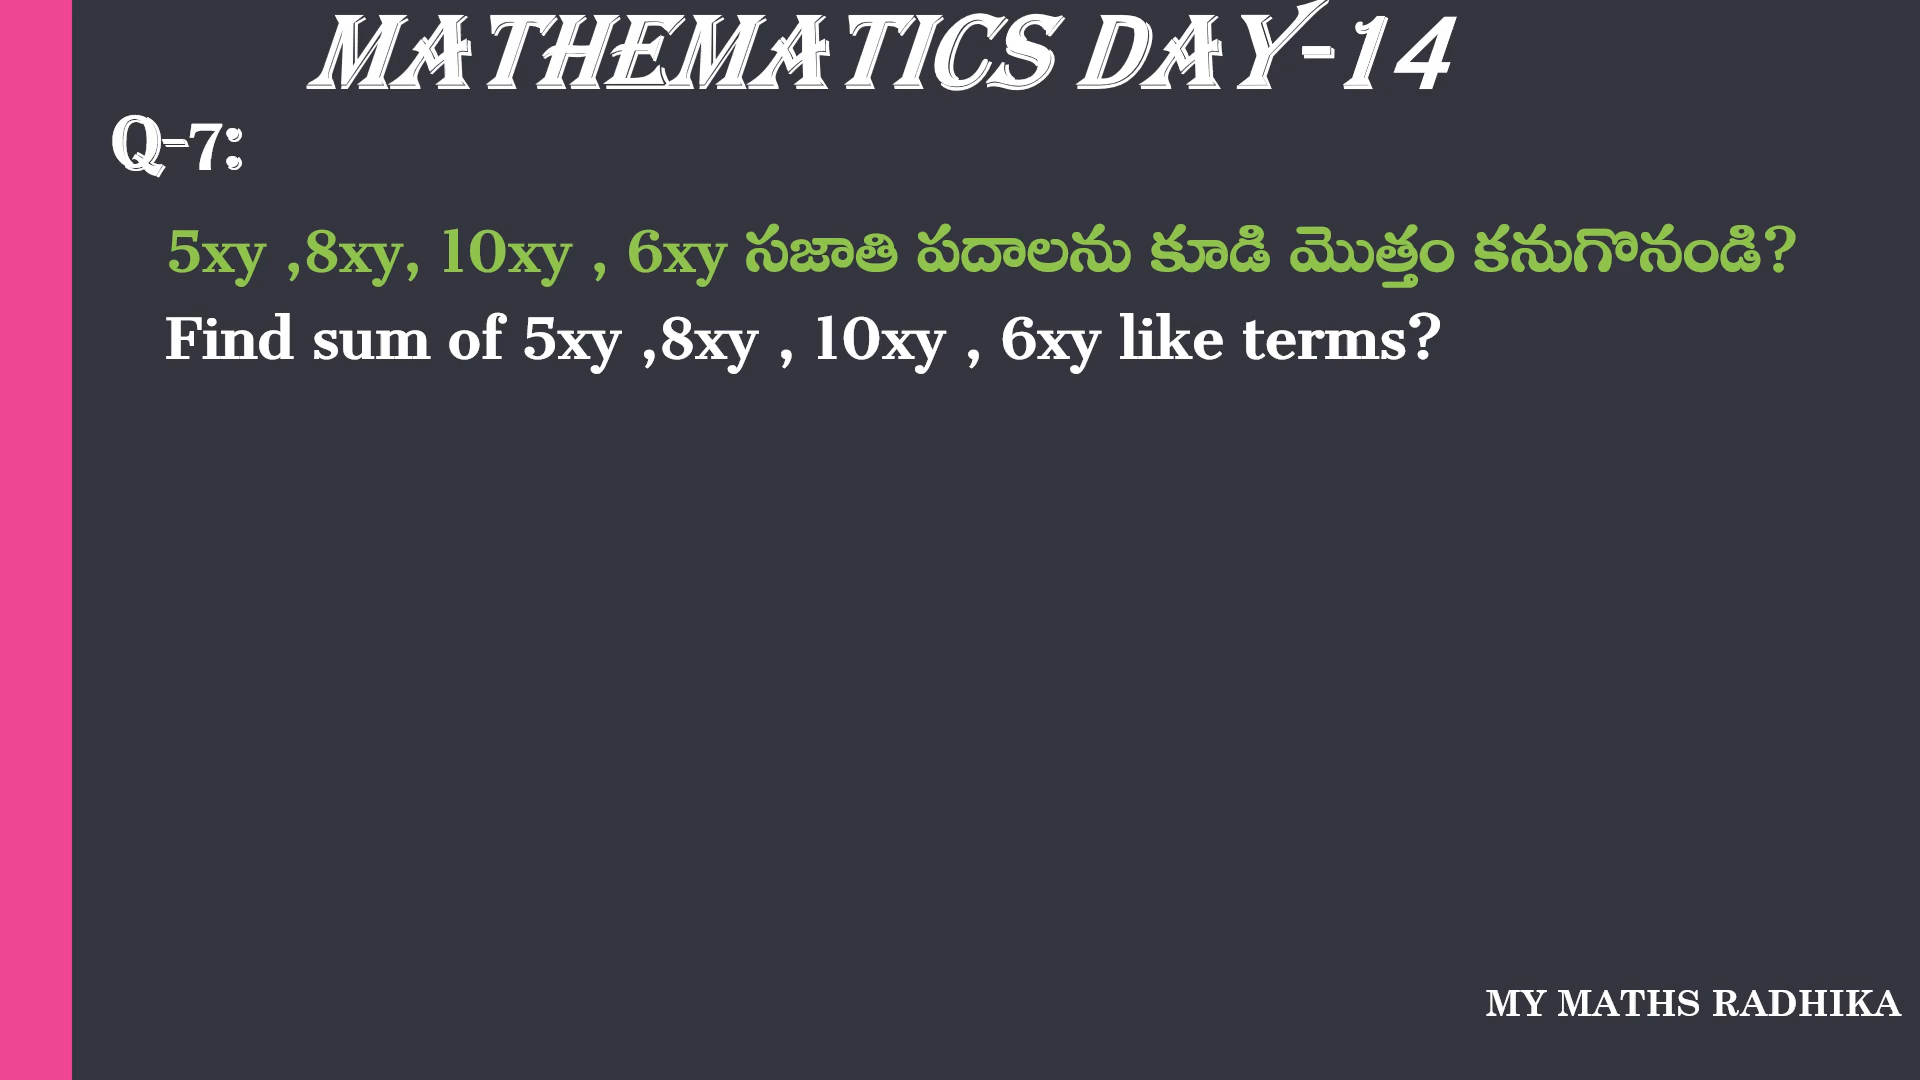 MATHEMATICS DAY-14
Q-7:
5xy ,8xy, 10xy , 6xy సజాతి పదాలను కూడి మొత్తం కనుగొనండి?
Find sum of 5xy ,8xy , 10xy , 6xy like terms?
MY MATHS RADHIKA